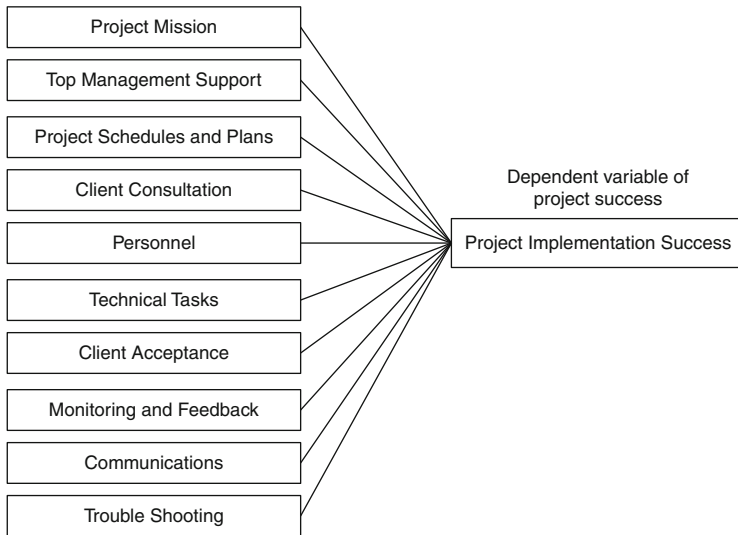 Project Mission
Top Management Support
Project Schedules and Plans
Client Consultation
Personnel
Technical Tasks
Client Acceptance
Monitoring and Feedback
Communications
Trouble Shooting
Dependent variable of
project success
Project Implementation Success